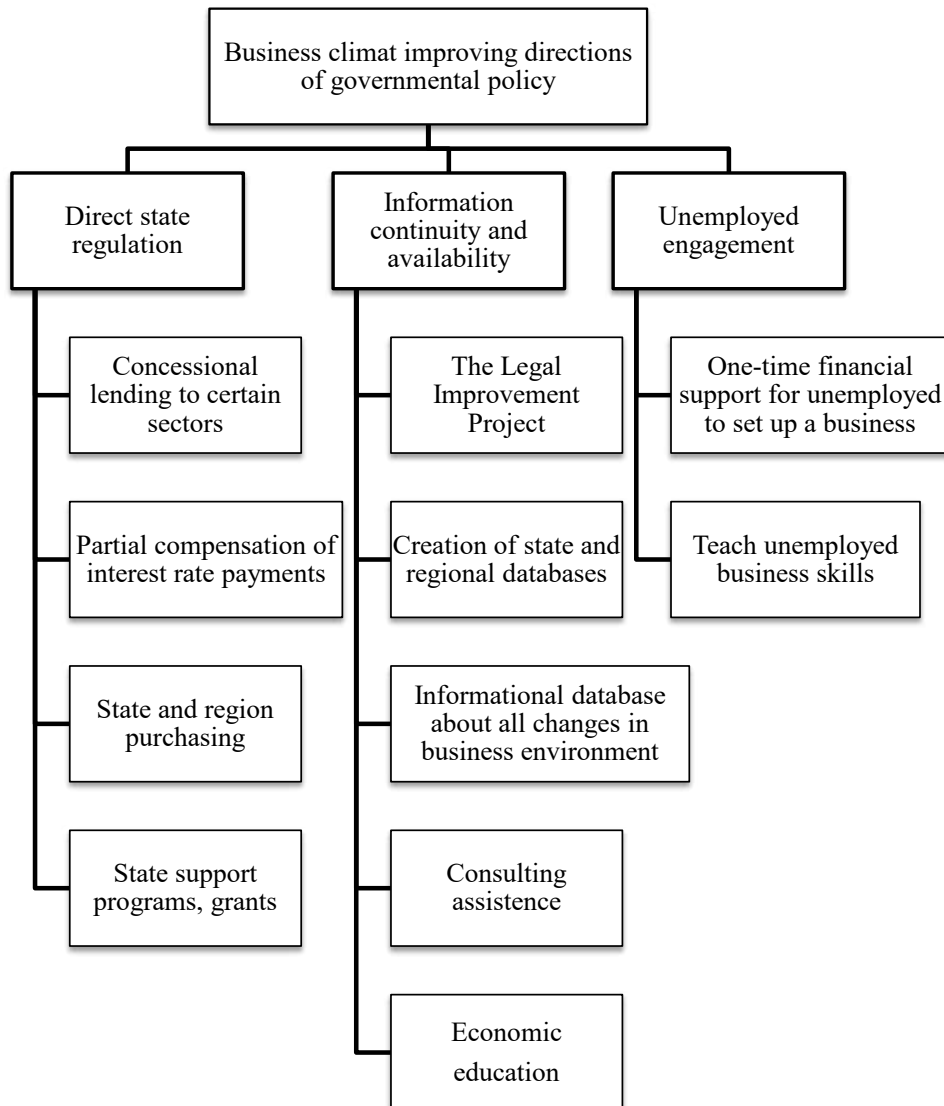 Business climat improving directions
of governmental policy
Direct state
regulation
Information
continuity and
availability
Unemployed
engagement
Concessional
lending to certain
sectors
Partial compensation of
interest rate payments
State and region
purchasing
State support
programs, grants
The Legal
Improvement
Project
Creation of state and
regional databases
Informational database
about all changes in
business environment
Consulting
assistence
Economic
education
One-time financial
support for unemployed
to set up a business
Teach unemployed
business skills